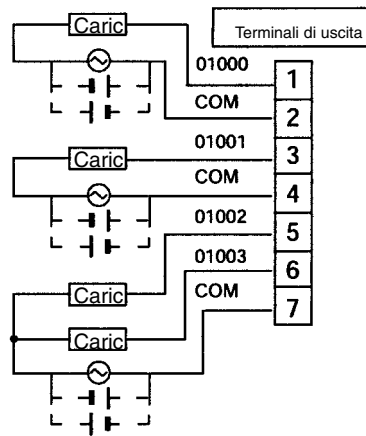 Caric
Terminali di uscita
01000
1
COM
2
01001
3
Caric
COM
4
01002
5
01003
6
Caric
COM
7
Caric